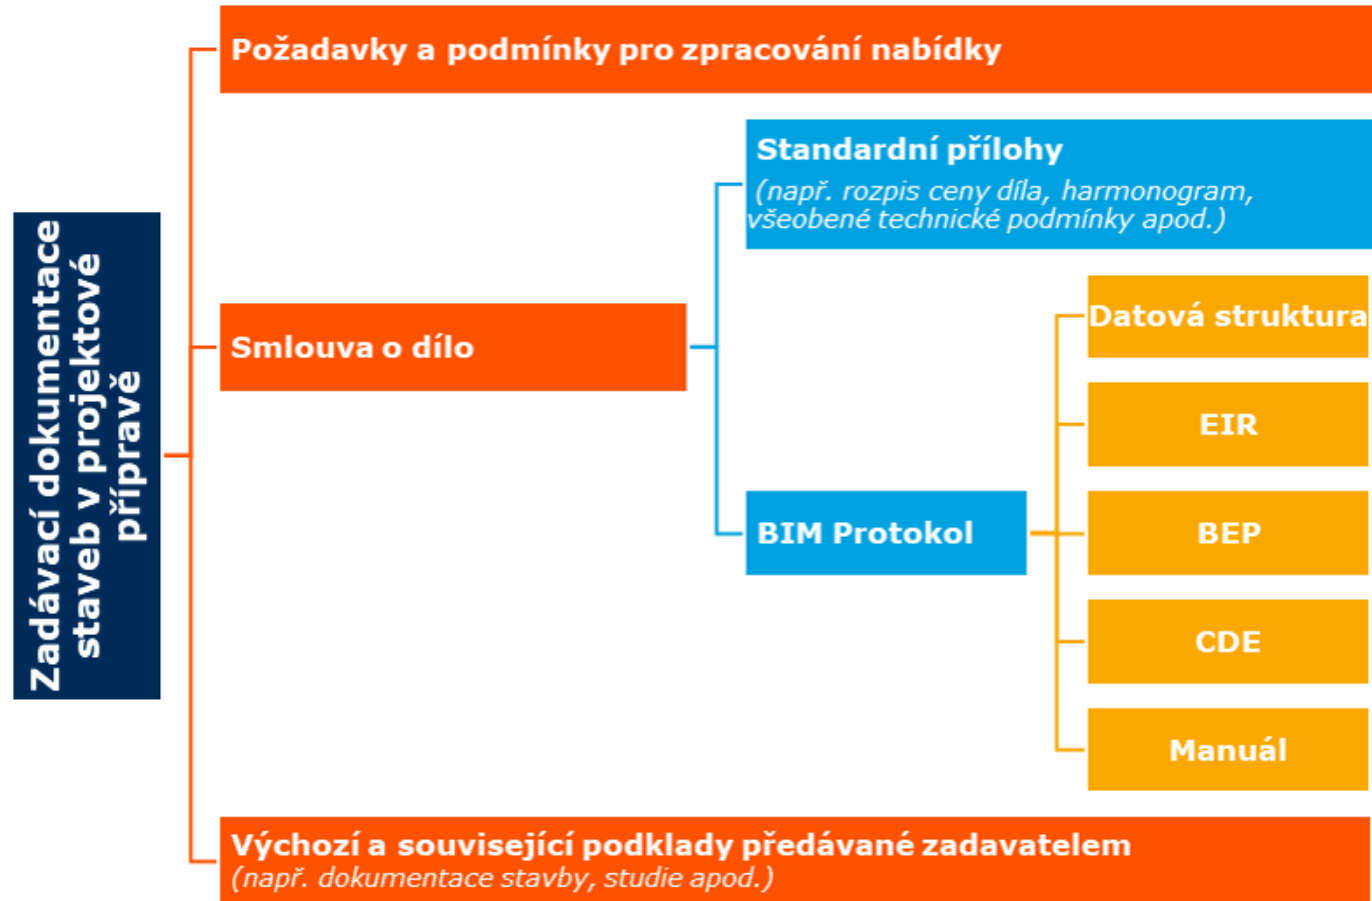 Zadávací dokumentace
staveb v projektové
přípravě
Požadavky a podmínky pro zpracování nabídky
Smlouva o dílo
Standardní přílohy
(např. rozpis ceny díla, harmonogram,
všeobené technické podmínky apod.)
BIM Protokol
Datová struktura
EIR
BEP
CDE
Manuál
Výchozí a související podklady předávané zadavatelem
(např. dokumentace stavby, studie apod.)